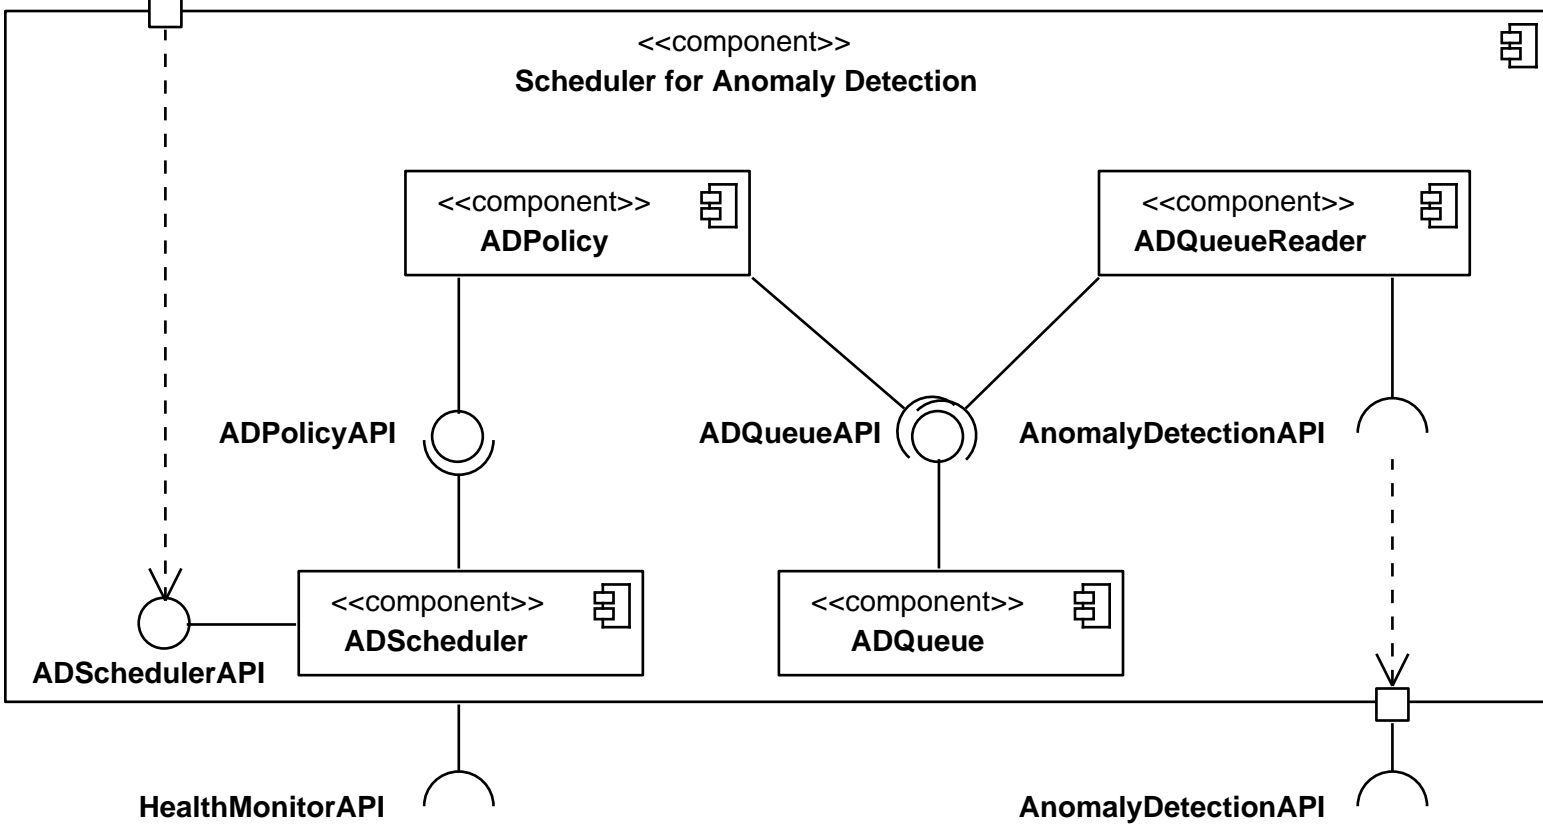 <<component>>
Scheduler for Anomaly Detection
<<component>>
ADPolicy
<<component>>
ADQueueReader
ADPolicyAPI
ADQueueAPI
AnomalyDetectionAPI
<<component>>
ADScheduler
<<component>>
ADQueue
ADSchedulerAPI
HealthMonitorAPI
AnomalyDetectionAPI